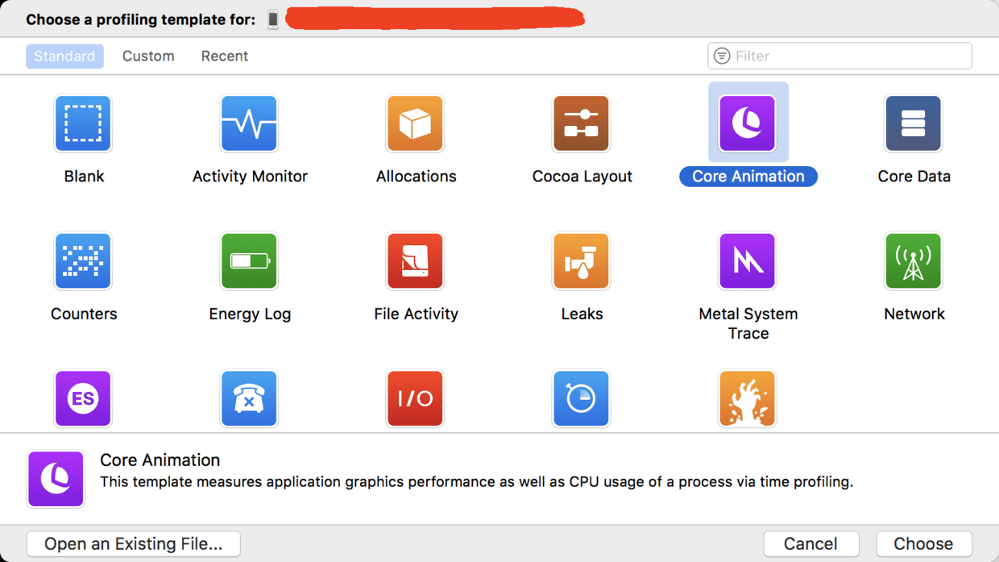 Choose a profiling template for:
Standard Custom Recent Filter
Blank Activity Monitor Allocations Cocoa Layout Core Animation Core Data
Counters Energy Log File Activity Leaks Metal System Trace Network
ES I/O
Core Animation
This template measures application graphics performance as well as CPU usage of a process via time profiling.
Open an Existing File... Cancel Choose